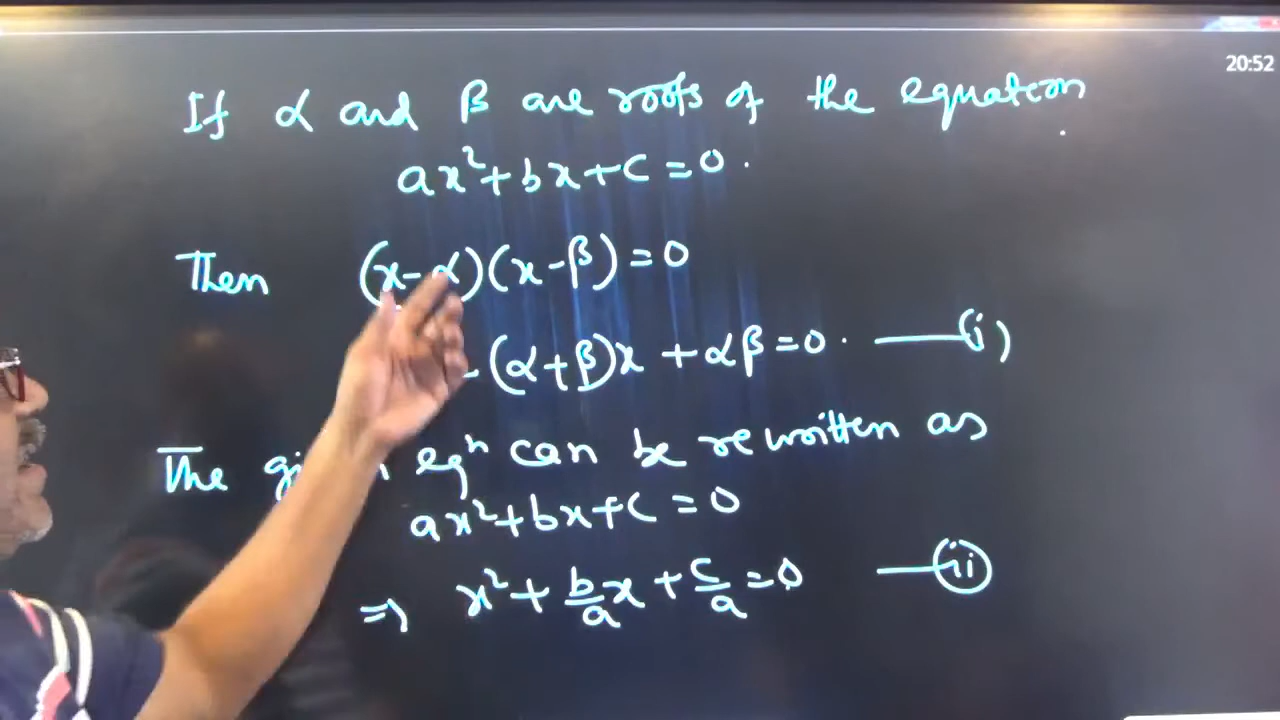 20:52
If α and β are roots of the equation
ax²+bx+c=0.
Then (x-α)(x-β)=0
-(α+β)x+αβ=0. —(i)
The eqⁿ can be rewritten as
ax²+bx+c=0
⇒ x²+b/a x+c/a=0 —(ii)